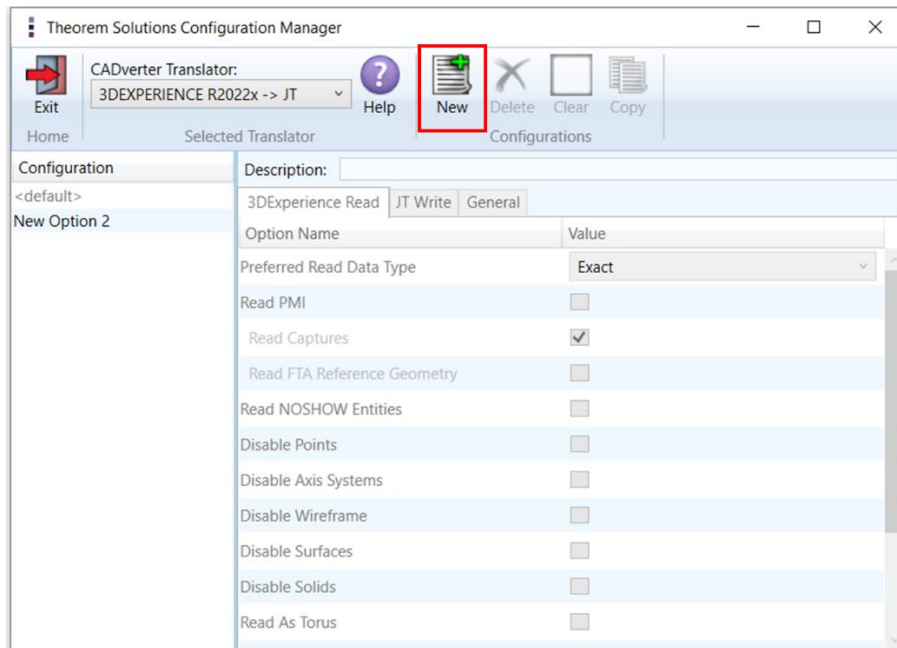 Theorem Solutions Configuration Manager
CADverter Translator:
3DEXPERIENCE R2022x -> JT
Exit
Help
New
Delete
Clear
Copy
Home
Selected Translator
Configurations
Configuration
Description:
<default>
New Option 2
3DExperience Read
JT Write
General
Option Name
Value
Preferred Read Data Type
Exact
Read PMI
Read Captures
Read FTA Reference Geometry
Read NOSHOW Entities
Disable Points
Disable Axis Systems
Disable Wireframe
Disable Surfaces
Disable Solids
Read As Torus